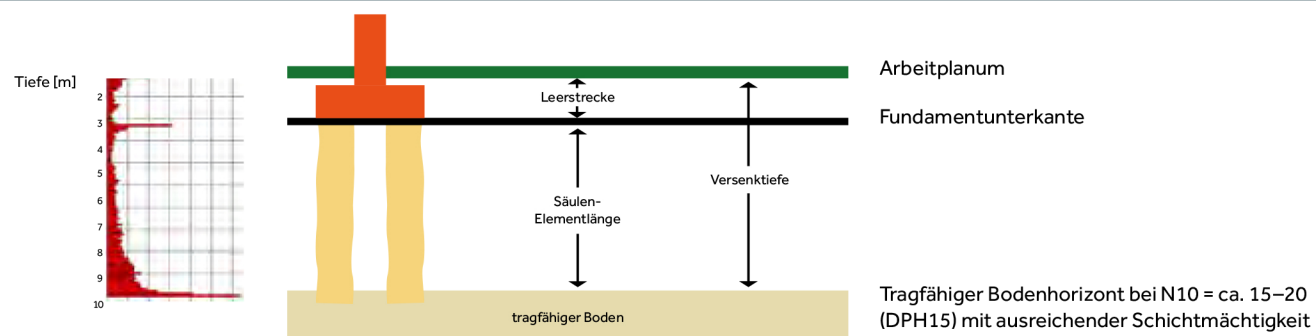 Tiefe [m]
2
3
4
5
6
7
8
9
10
Leerstrecke
Säulen-
Elementlänge
Versenktiefe
tragfähiger Boden
Arbeitplanum
Fundamentunterkante
Tragfähiger Bodenhorizont bei N10 = ca. 15–20
(DPH15) mit ausreichender Schichtmächtigkeit